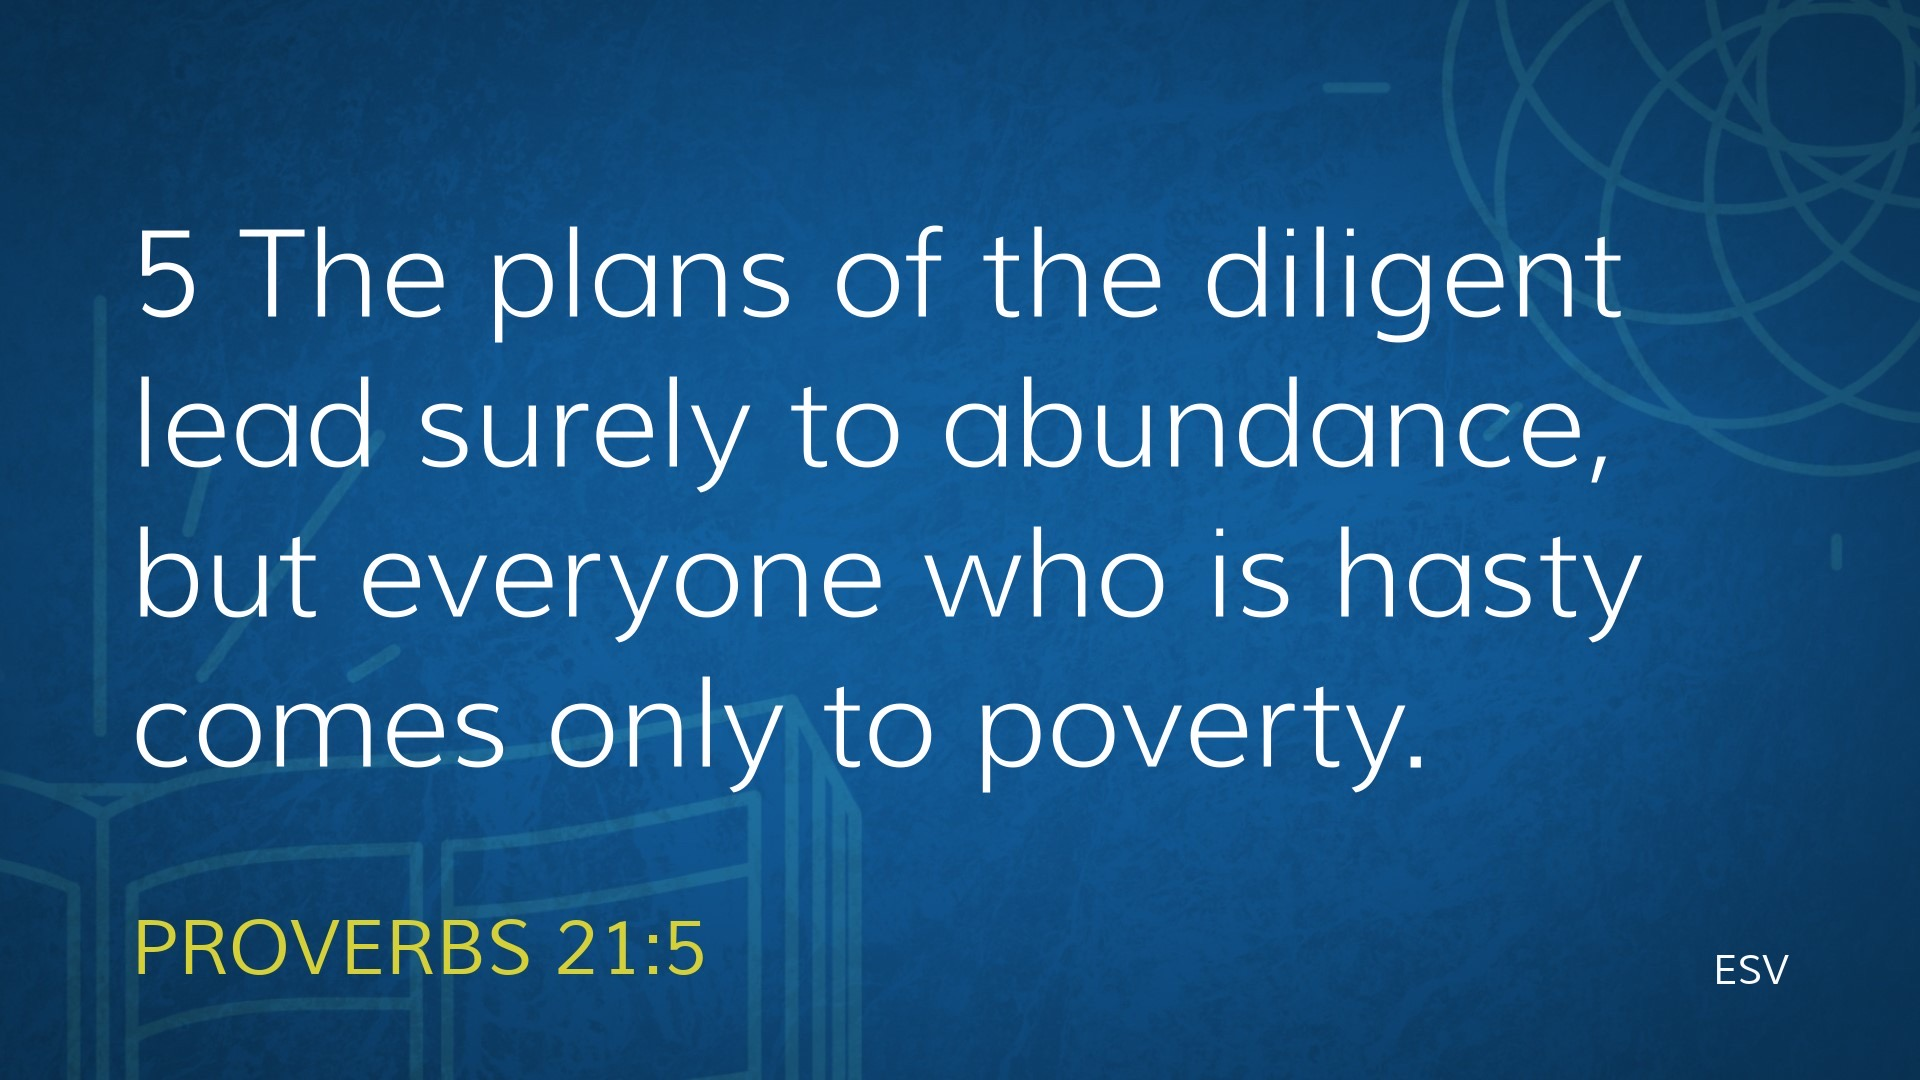 5 The plans of the diligent
lead surely to abundance,
but everyone who is hasty
comes only to poverty.
PROVERBS 21:5
ESV